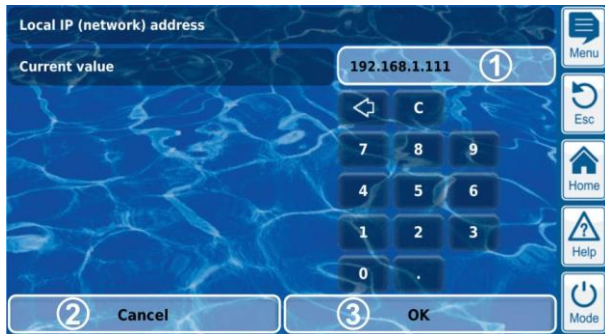 Local IP (network) address
Menu
Current value
192.168.1.111 1
C
Esc
7 8 9
Home
4 5 6
1 2 3
Help
0 .
2 Cancel
3 OK
Mode